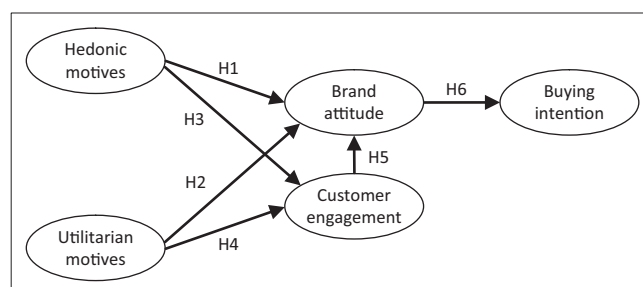 Hedonic
motives
H1
Brand
attitude
H6
Buying
intention
H3
H5
H2
Customer
engagement
H4
Utilitarian
motives